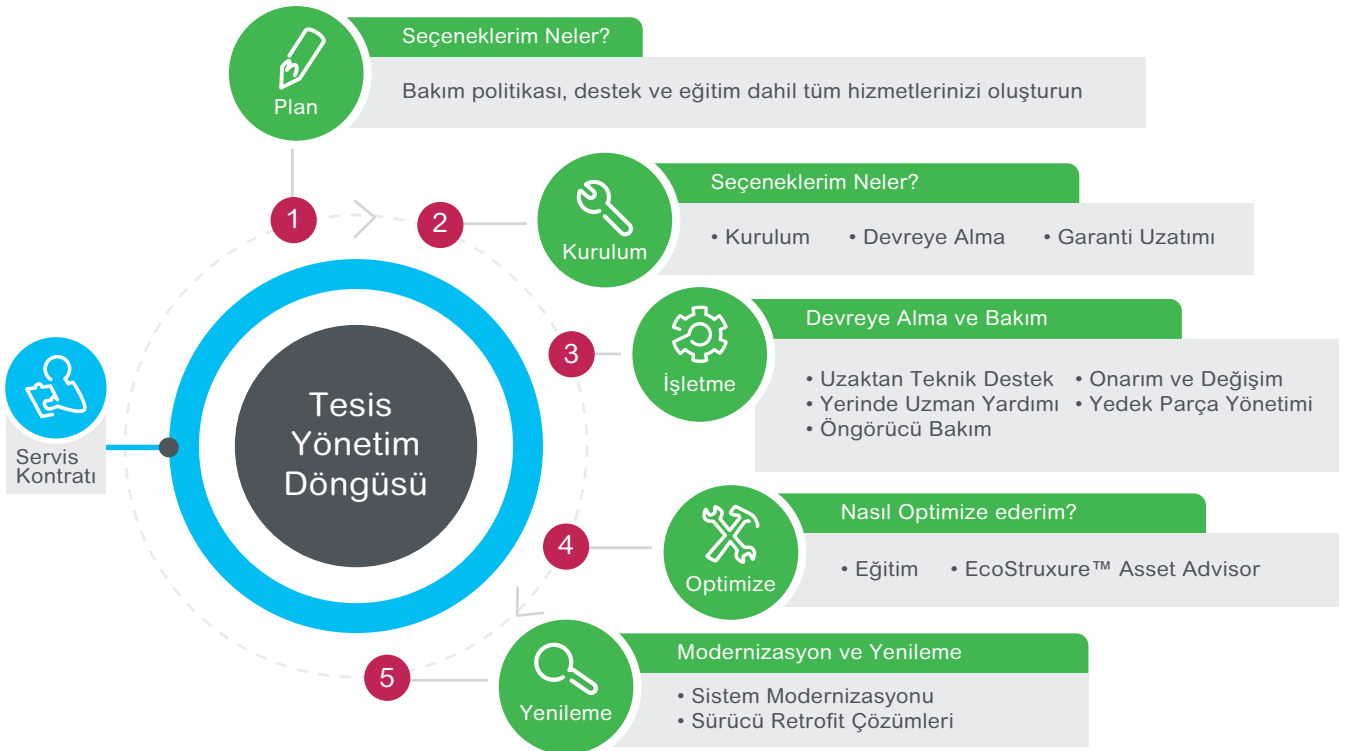 Seçeneklerim Neler?
Plan
Bakım politikası, destek ve eğitim dahil tüm hizmetlerinizi oluşturun
1
2
Seçeneklerim Neler?
Kurulum
• Kurulum • Devreye Alma • Garanti Uzatımı
3
Devreye Alma ve Bakım
İşletme
• Uzaktan Teknik Destek • Onarım ve Değişim
• Yerinde Uzman Yardımı • Yedek Parça Yönetimi
• Öngörücü Bakım
Tesis
Yönetim
Döngüsü
Servis
Kontratı
4
Nasıl Optimize ederim?
Optimize
• Eğitim • EcoStruxure™ Asset Advisor
5
Modernizasyon ve Yenileme
Yenileme
• Sistem Modernizasyonu
• Sürücü Retrofit Çözümleri